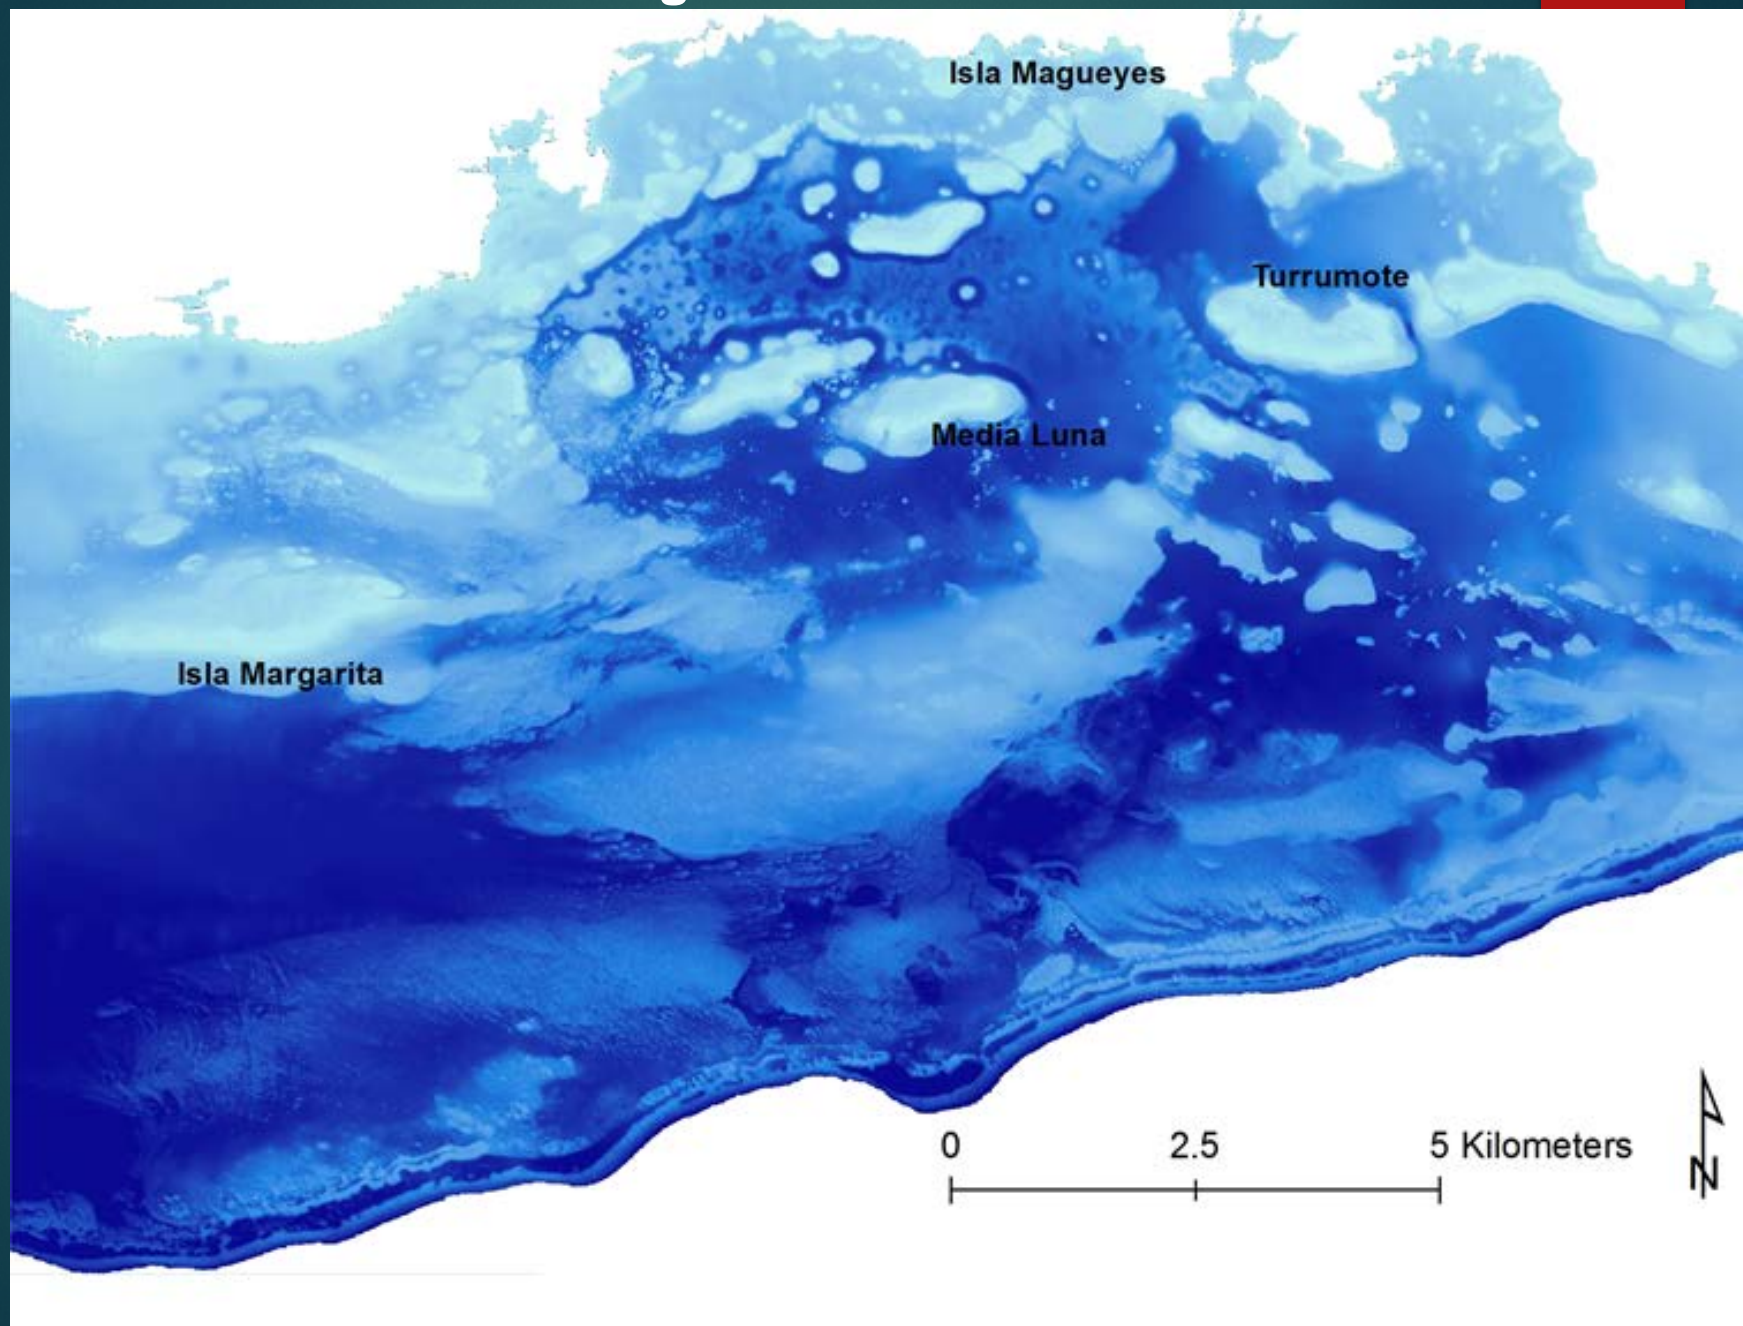 Isla Magueyes
Turrumote
Media Luna
Isla Margarita
0 2.5 5 Kilometers
N